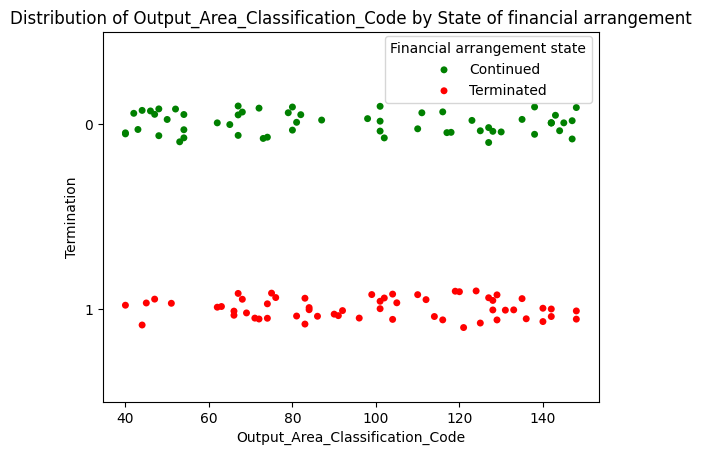 Distribution of Output_Area_Classification_Code by State of financial arrangement
Financial arrangement state
Continued
Terminated
0
1
Termination
40 60 80 100 120 140
Output_Area_Classification_Code